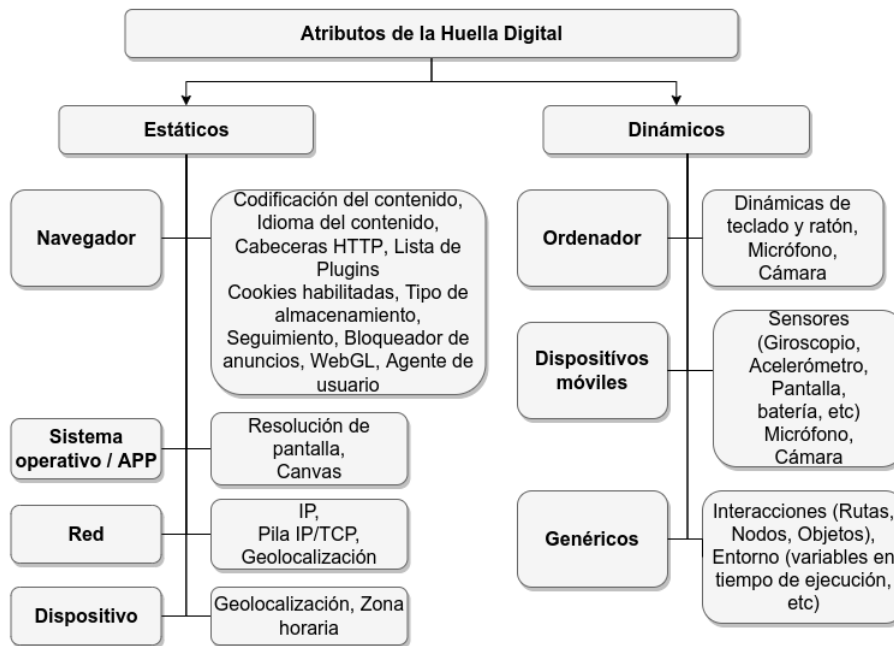 Atributos de la Huella Digital
Estáticos
Navegador
Codificación del contenido,
Idioma del contenido,
Cabeceras HTTP, Lista de
Plugins
Cookies habilitadas, Tipo de
almacenamiento,
Seguimiento, Bloqueador de
anuncios, WebGL, Agente de
usuario
Sistema
operativo / APP
Resolución de
pantalla,
Canvas
Red
IP,
Pila IP/TCP,
Geolocalización
Dispositivo
Geolocalización, Zona
horaria
Dinámicos
Ordenador
Dinámicas de
teclado y ratón,
Micrófono,
Cámara
Dispositívos
móviles
Sensores
(Giroscopio,
Acelerómetro,
Pantalla,
batería, etc)
Micrófono,
Cámara
Genéricos
Interacciones (Rutas,
Nodos, Objetos),
Entorno (variables en
tiempo de ejecución,
etc)